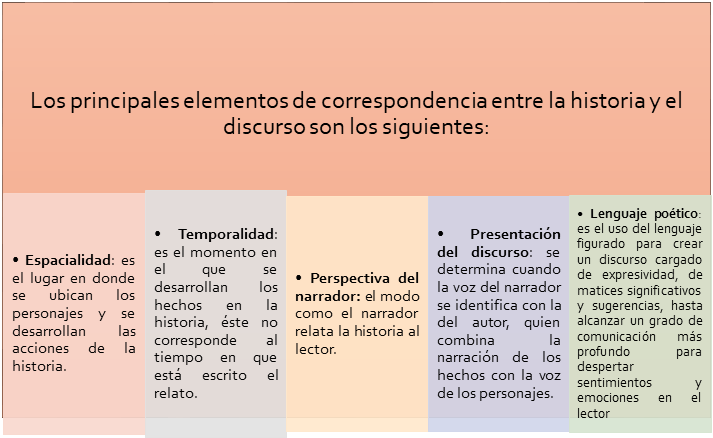 Los principales elementos de correspondencia entre la historia y el
discurso son los siguientes:
• Espacialidad: es
el lugar en donde
se ubican los
personajes y se
desarrollan las
acciones de la
historia.
• Temporalidad:
es el momento en
el que se
desarrollan los
hechos en la
historia, éste no
corresponde al
tiempo en que
está escrito el
relato.
• Perspectiva del
narrador: el modo
como el narrador
relata la historia al
lector.
• Presentación
del discurso: se
determina cuando
la voz del narrador
se identifica con la
del autor, quien
combina la
narración de los
hechos con la voz
de los personajes.
• Lenguaje poético:
es el uso del lenguaje
figurado para crear
un discurso cargado
de expresividad, de
matices significativos
y sugerencias, hasta
alcanzar un grado de
comunicación más
profundo para
despertar
sentimientos y
emociones en el
lector